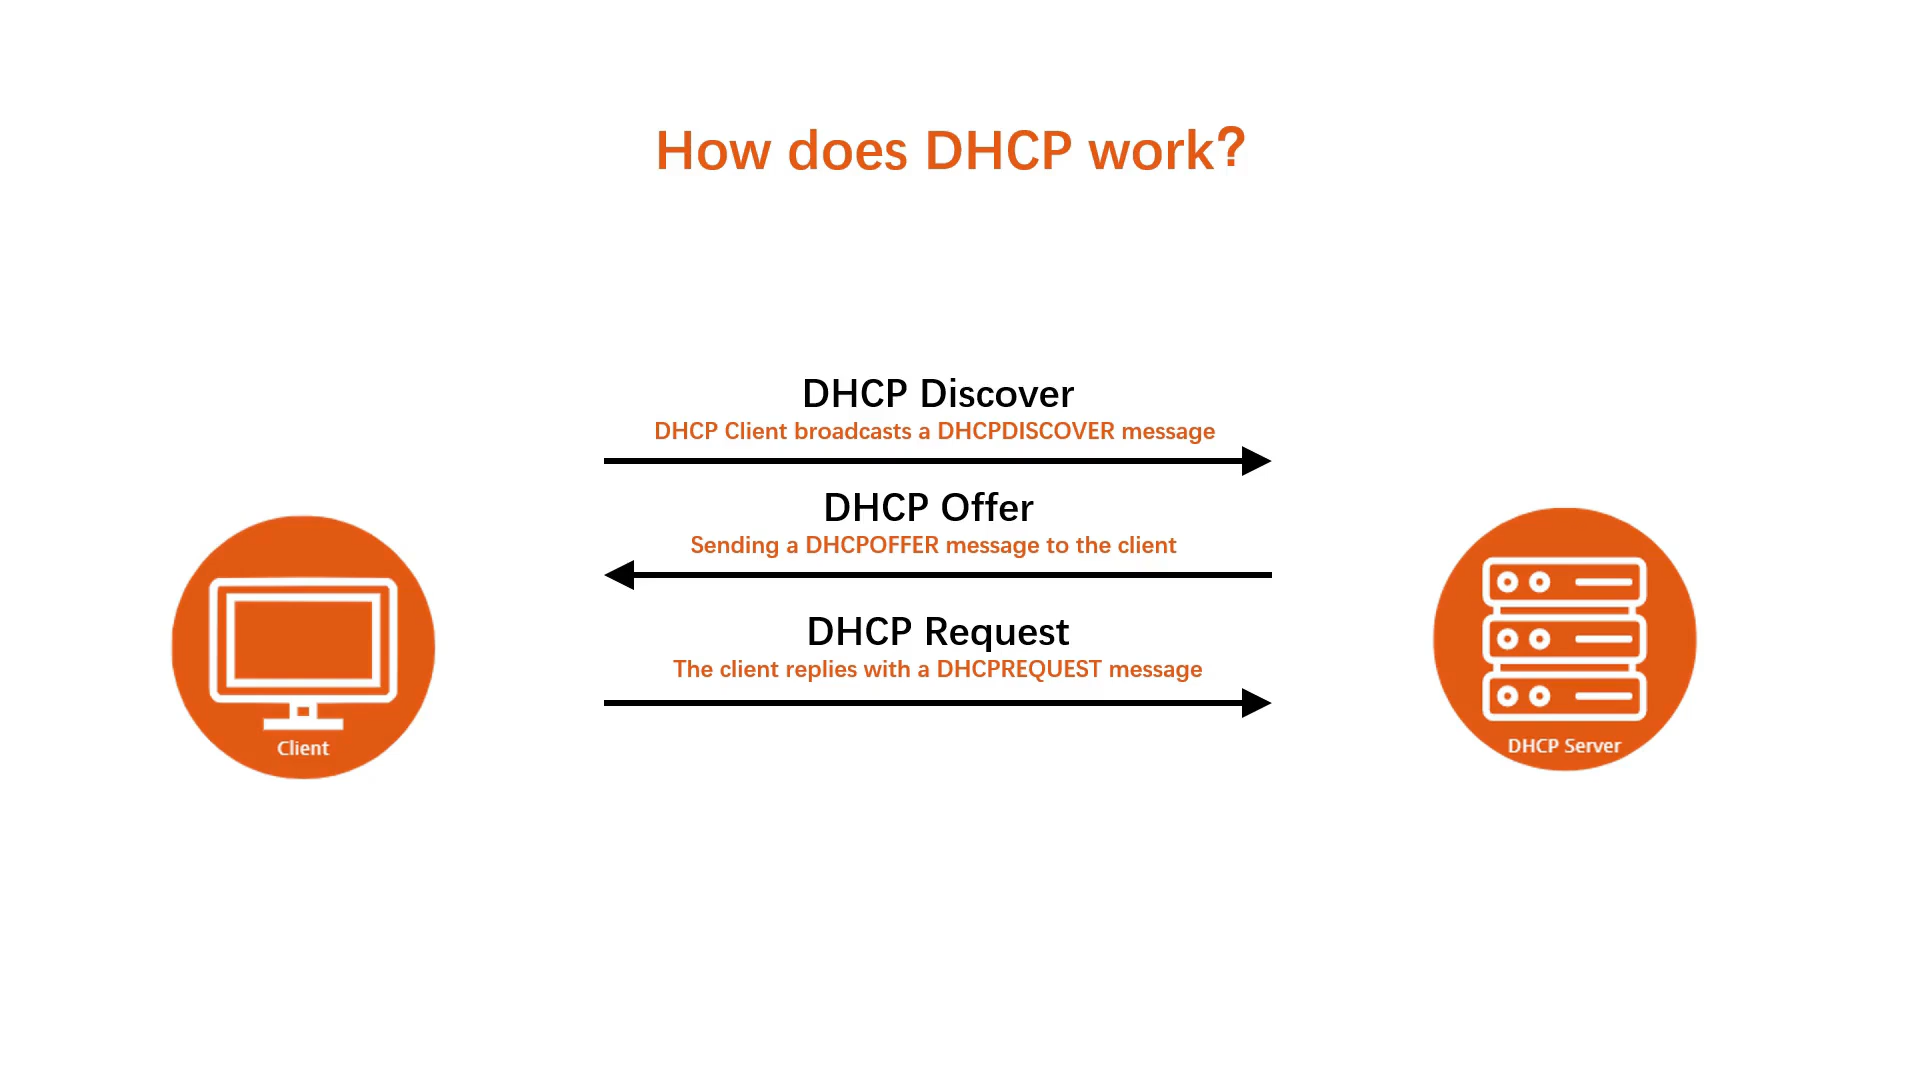 How does DHCP work?
DHCP Discover
DHCP Client broadcasts a DHCPDISCOVER message
DHCP Offer
Sending a DHCPOFFER message to the client
DHCP Request
The client replies with a DHCPREQUEST message
Client
DHCP Server